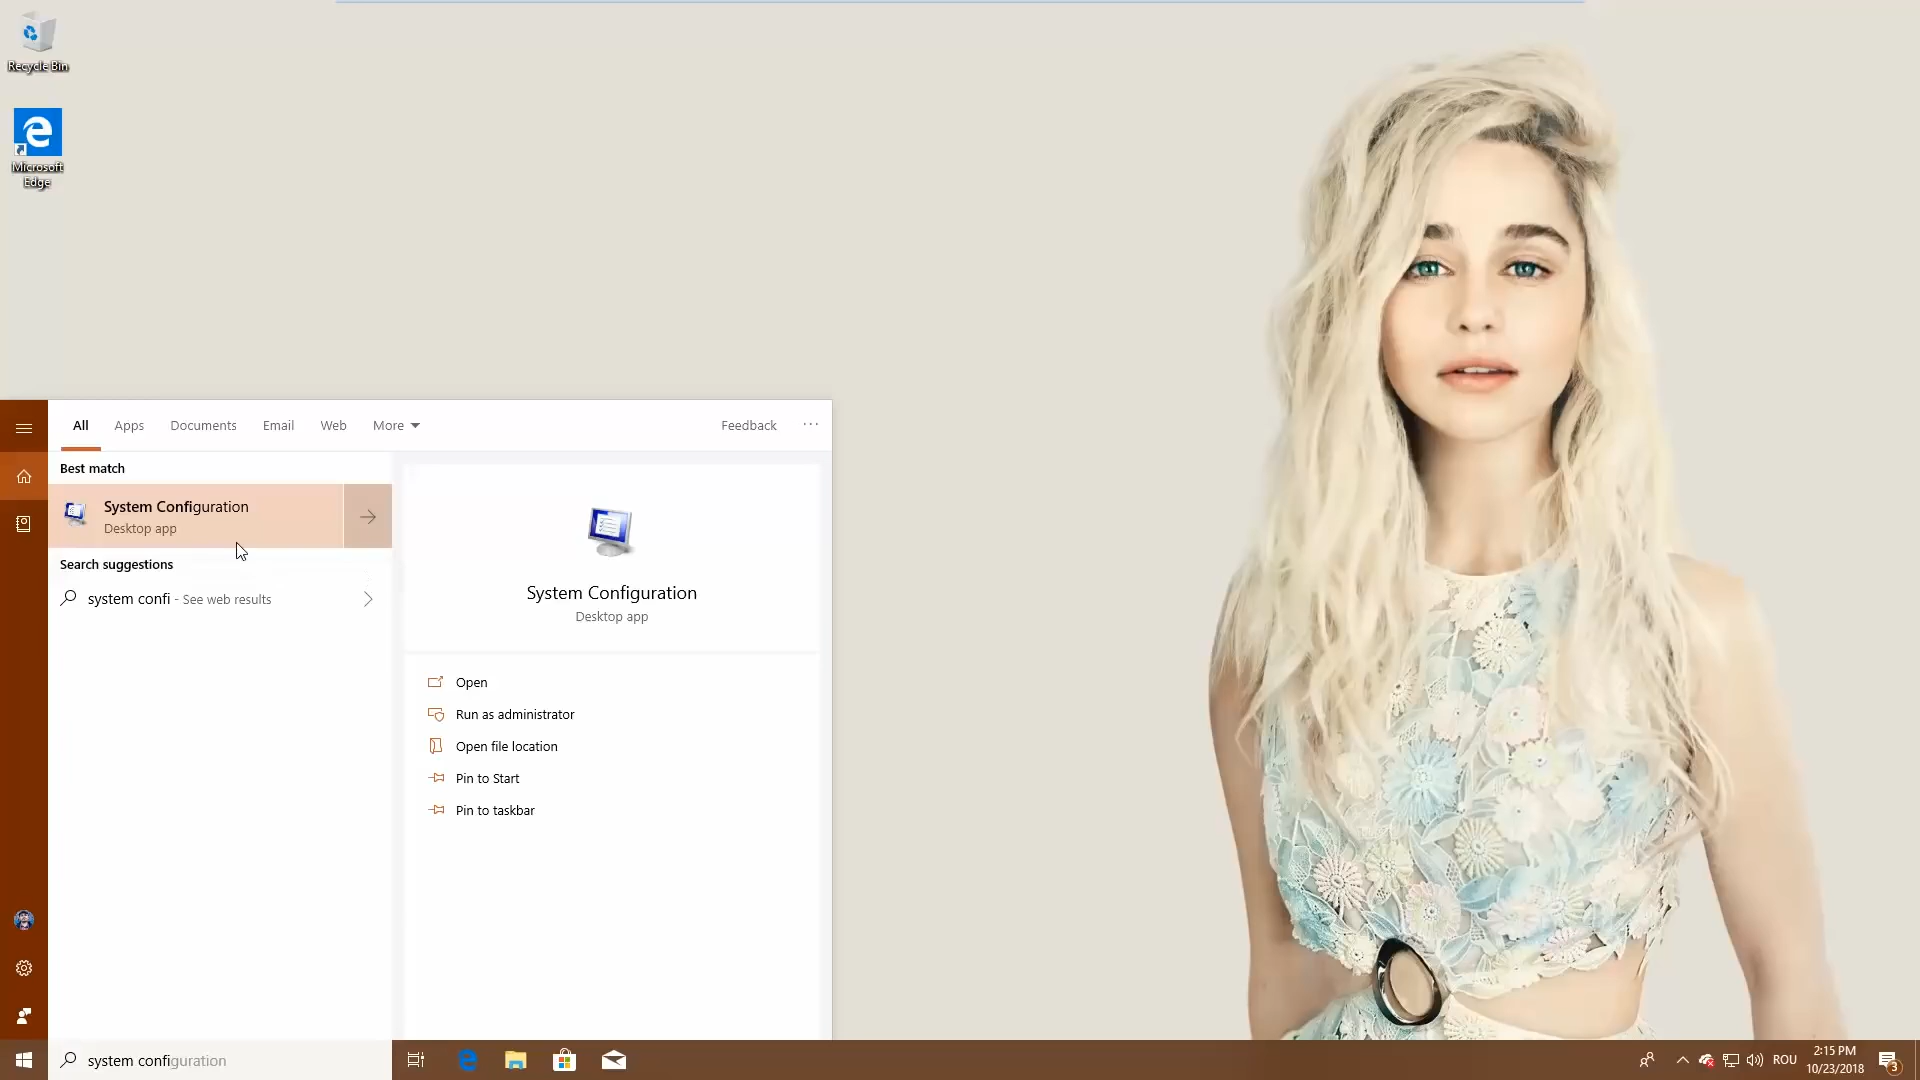 Recycle Bin
Microsoft
Edge
All Apps Documents Email Web More Feedback ···
Best match
System Configuration
Desktop app
Search suggestions
system confi - See web results
System Configuration
Desktop app
Open
Run as administrator
Open file location
Pin to Start
Pin to taskbar
system configuration
ROU
2:15 PM
10/23/2018
3